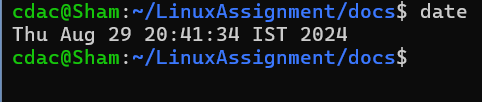 cdac@Sham:~/LinuxAssignment/docs$ date
Thu Aug 29 20:41:34 IST 2024
cdac@Sham:~/LinuxAssignment/docs$